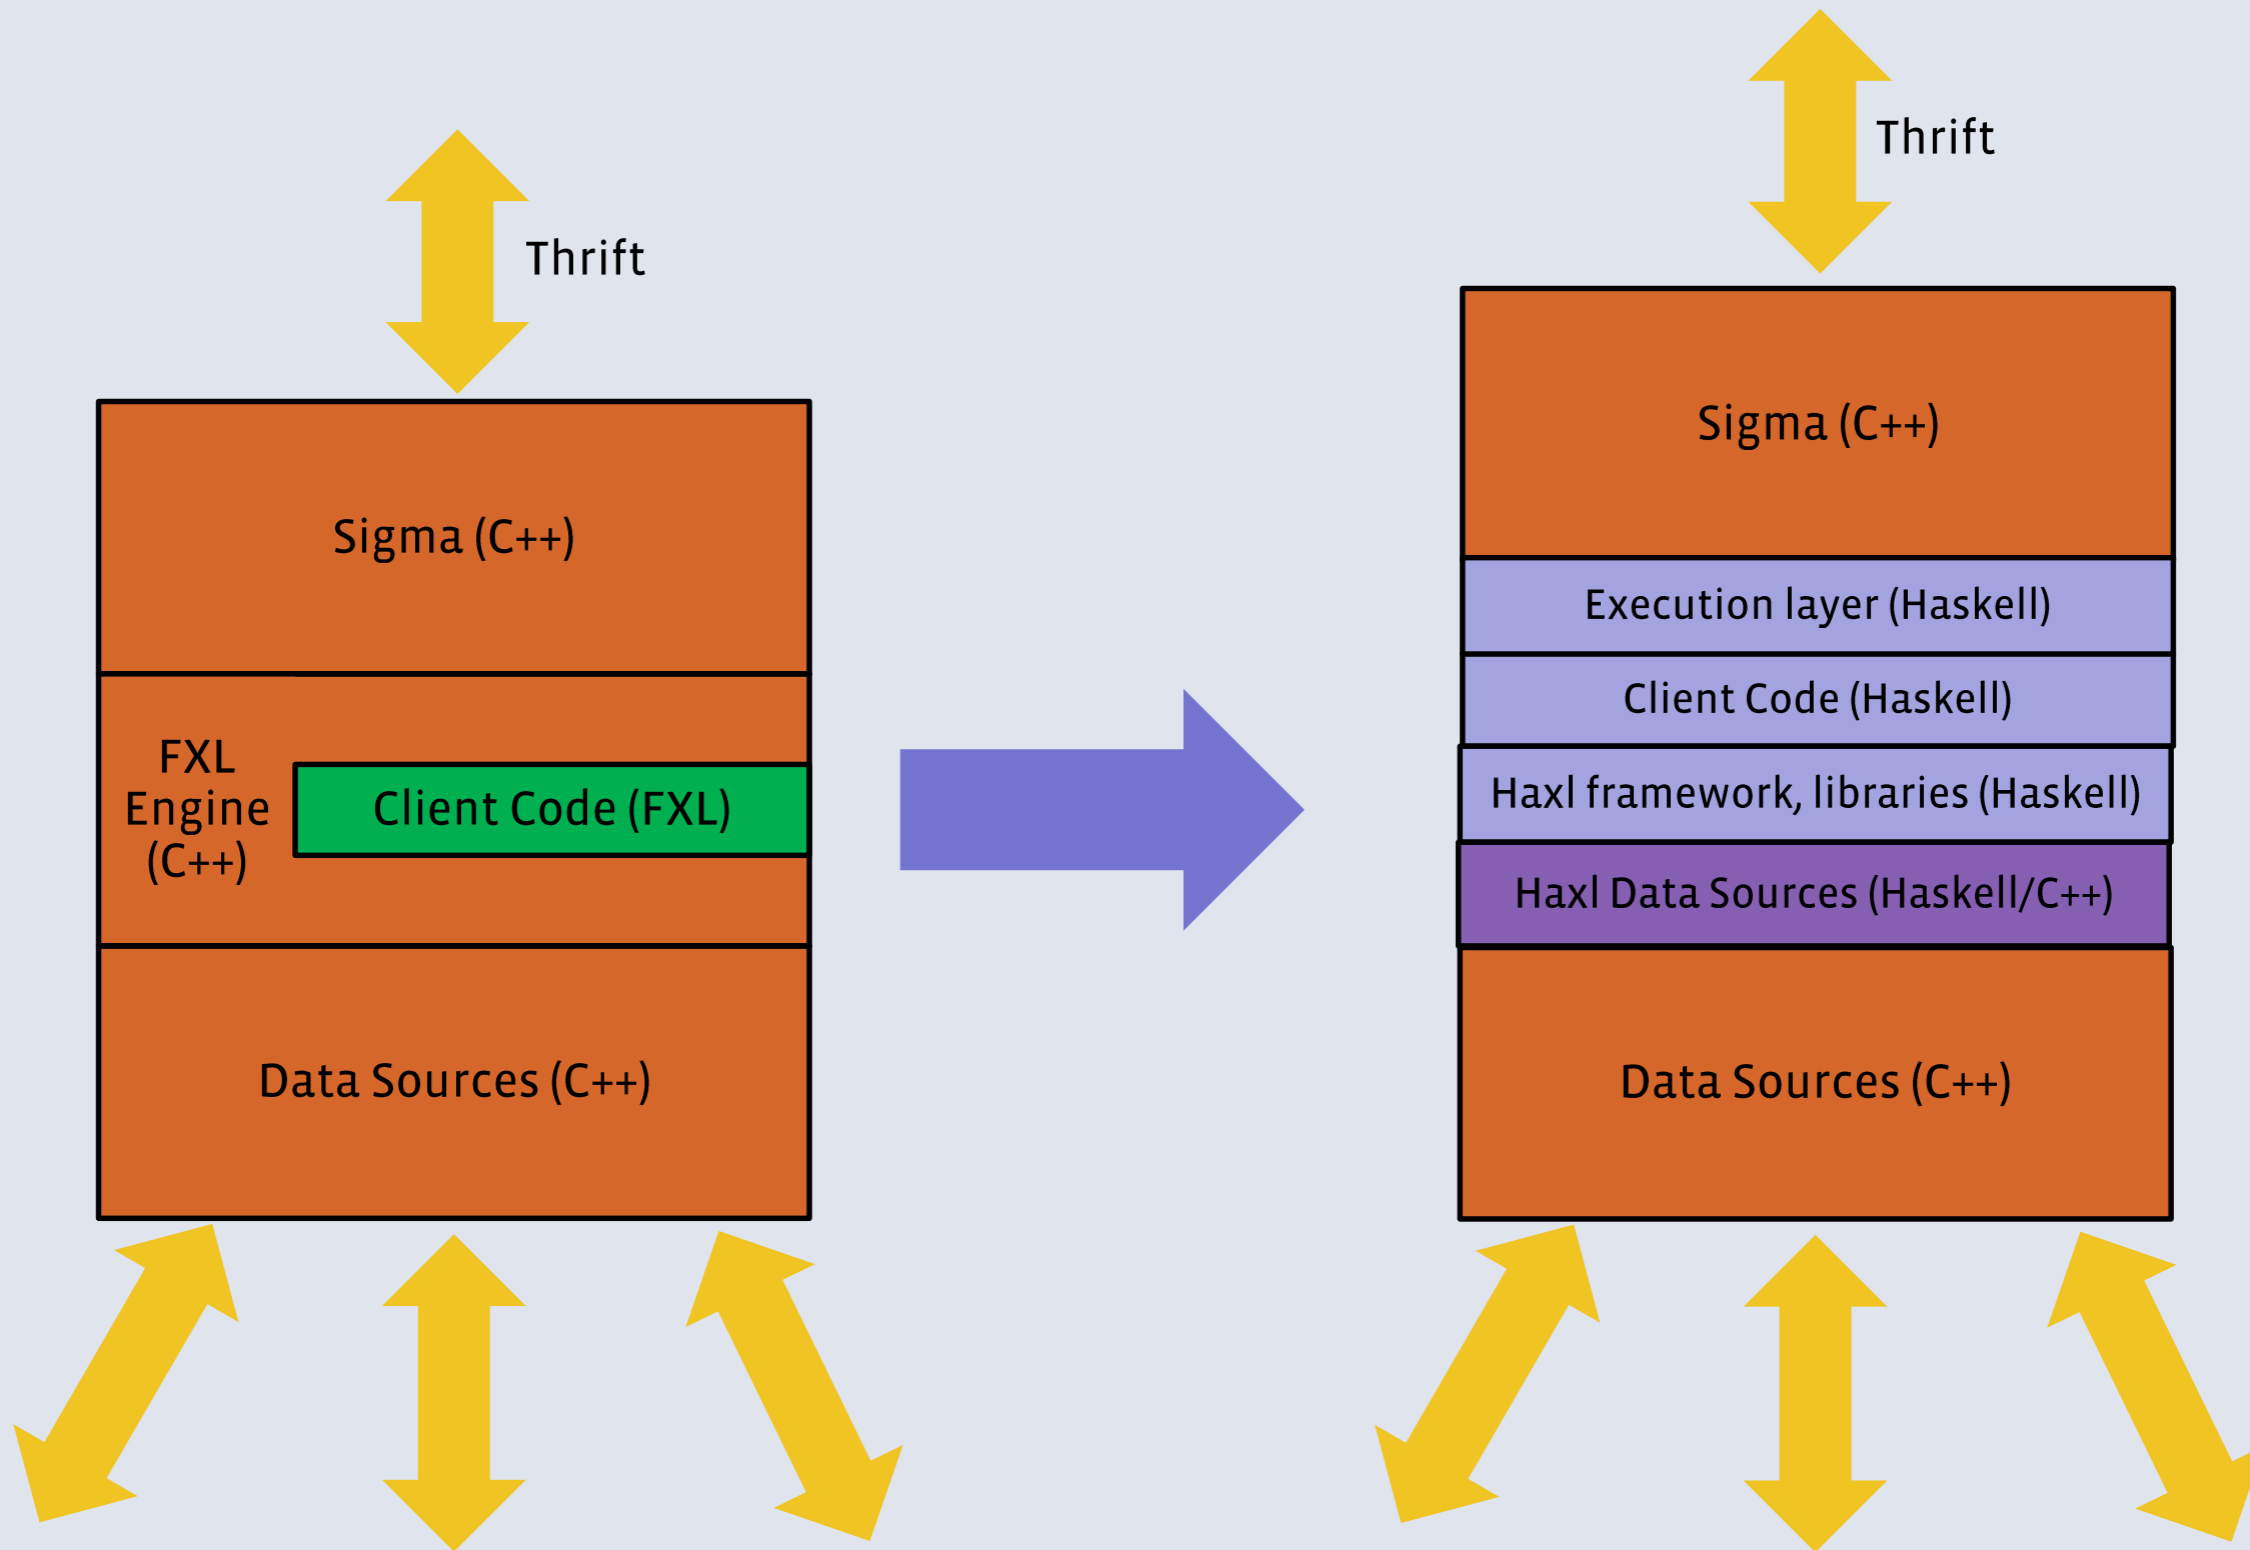 Thrift
Sigma (C++)
FXL
Engine
(C++)
Client Code (FXL)
Data Sources (C++)
Thrift
Sigma (C++)
Execution layer (Haskell)
Client Code (Haskell)
Haxl framework, libraries (Haskell)
Haxl Data Sources (Haskell/C++)
Data Sources (C++)